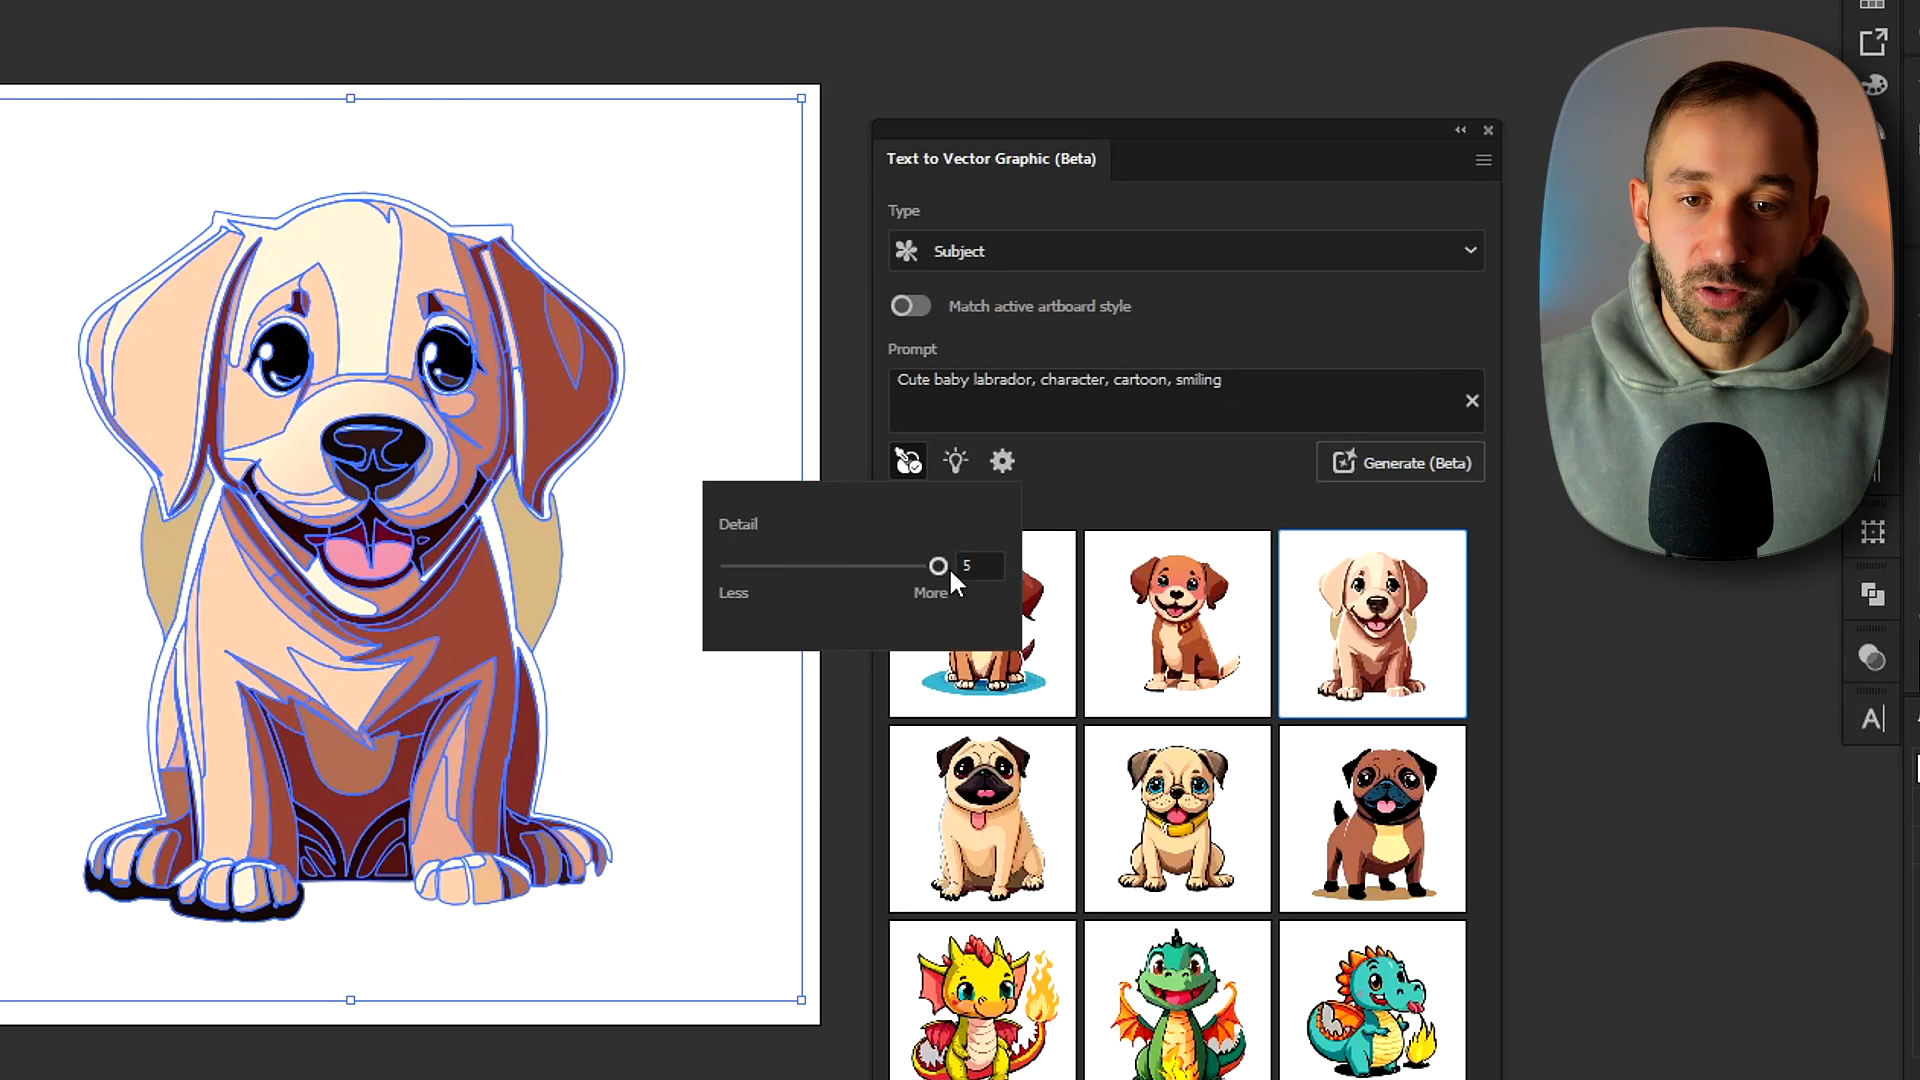 Text to Vector Graphic (Beta)
Type
Subject
Match active artboard style
Prompt
Cute baby labrador, character, cartoon, smiling
Generate (Beta)
Detail
5
Less
More
A